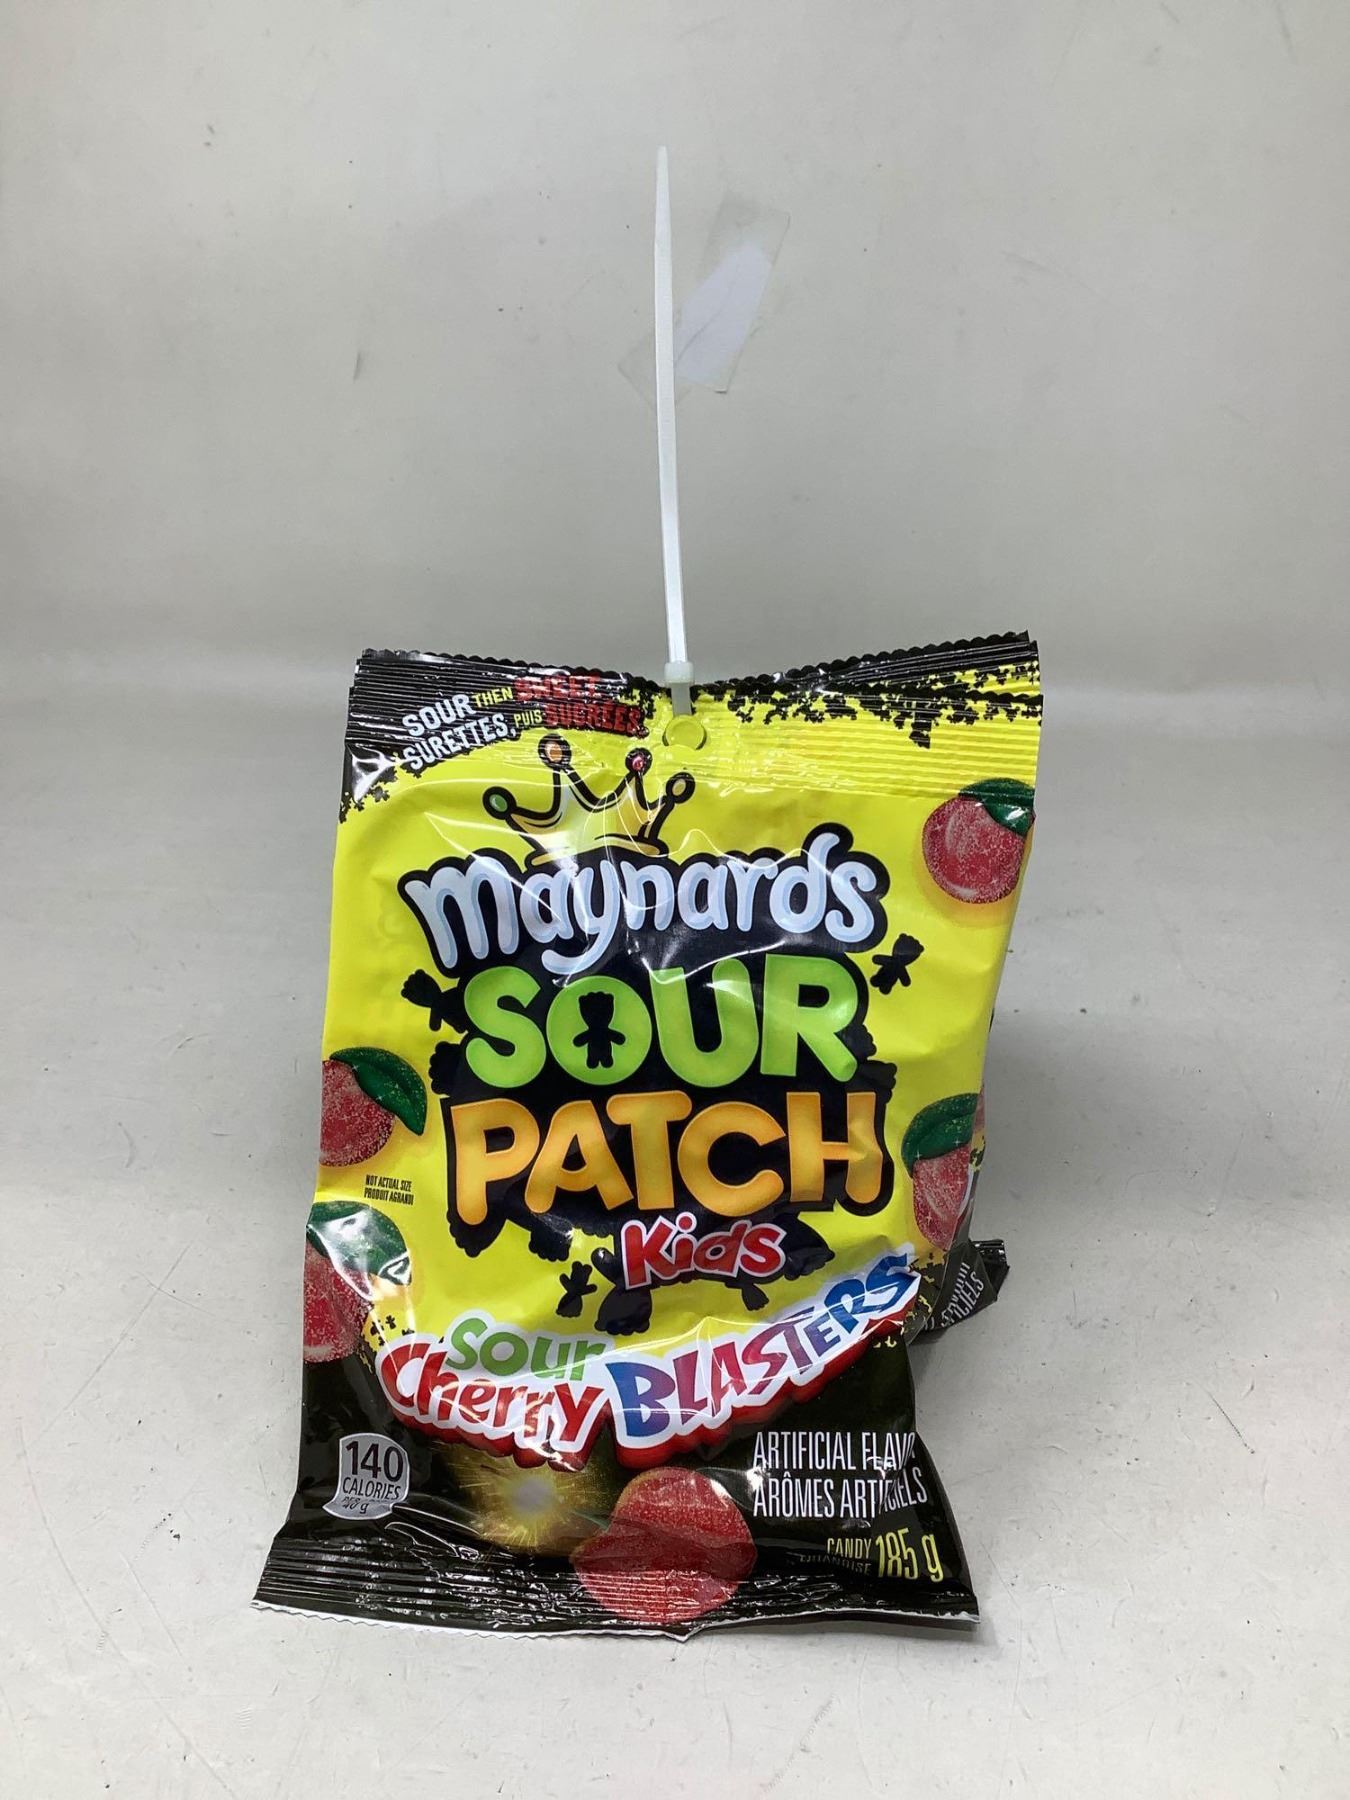 SOUR THEN SWEET
SURETTES, PUIS SUCRÉES
maynards
SOUR
PATCH
Kids
NOT ACTUAL SIZE
PRODUIT AGRANDI
Sour
Cherry BLASTERS
140
CALORIES
ARTIFICIAL FLAV
ARÔMES ARTIFICIELS
CANDY 185 g